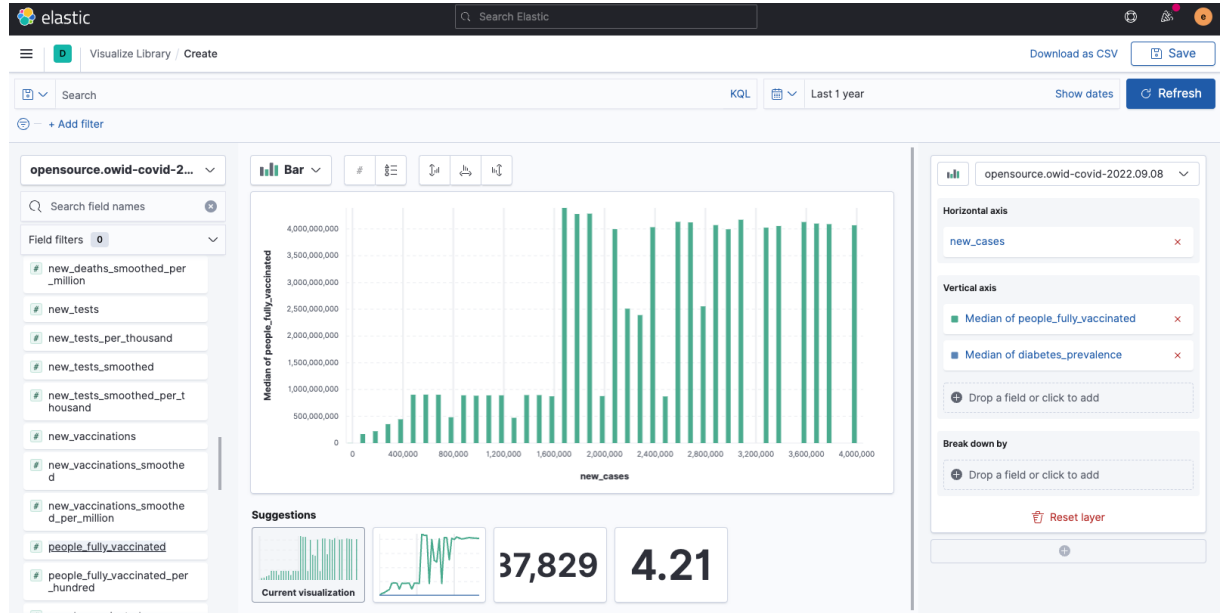 elastic
Search Elastic
e
D
Visualize Library / Create
Download as CSV
Save
Search
KQL
Last 1 year
Show dates
Refresh
+ Add filter
opensource.owid-covid-2...
Search field names
Field filters 0
# new_deaths_smoothed_per
_million
# new_tests
# new_tests_per_thousand
# new_tests_smoothed
# new_tests_smoothed_per_t
housand
# new_vaccinations
# new_vaccinations_smoothe
d
# new_vaccinations_smoothe
d_per_million
# people_fully_vaccinated
# people_fully_vaccinated_per
_hundred
Bar
#
Median of people_fully_vaccinated
4,000,000,000
3,500,000,000
3,000,000,000
2,500,000,000
2,000,000,000
1,500,000,000
1,000,000,000
500,000,000
0
0 400,000 800,000 1,200,000 1,600,000 2,000,000 2,400,000 2,800,000 3,200,000 3,600,000 4,000,000
new_cases
Suggestions
Current visualization
37,829
4.21
opensource.owid-covid-2022.09.08
Horizontal axis
new_cases
Vertical axis
Median of people_fully_vaccinated
Median of diabetes_prevalence
Drop a field or click to add
Break down by
Drop a field or click to add
Reset layer